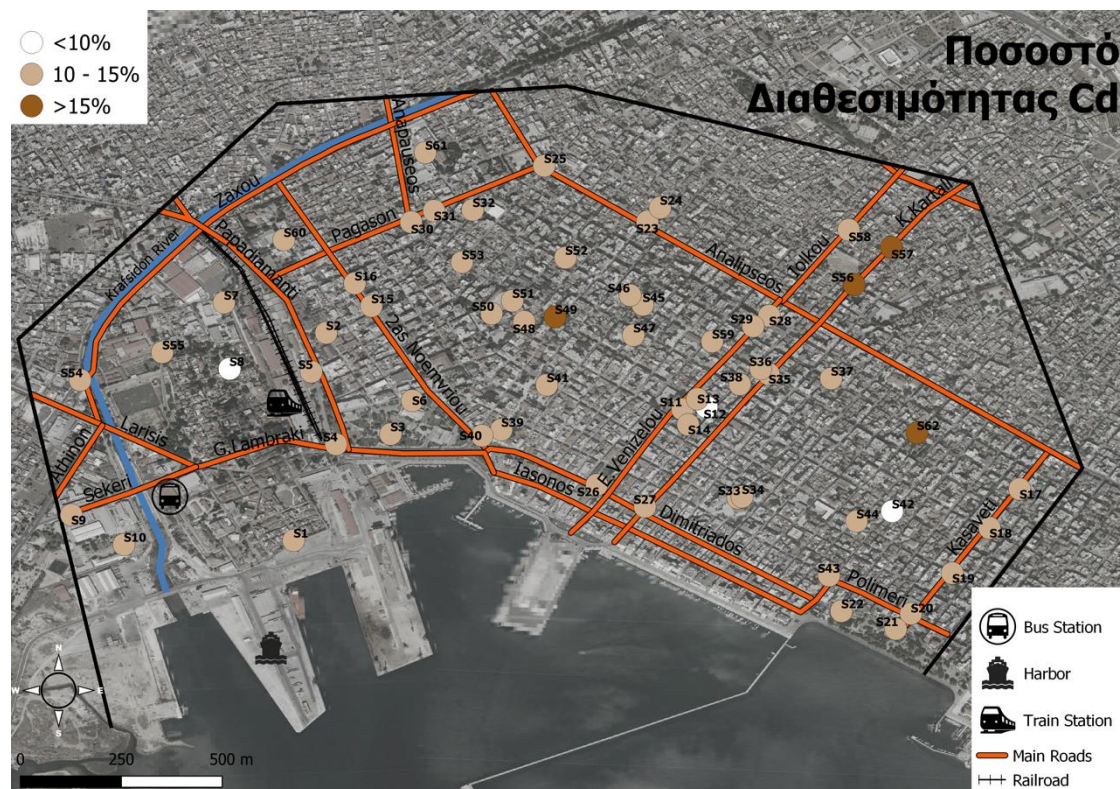 <10%
10 - 15%
>15%
Ποσοστό
Διαθεσιμότητας Cd
S61
Anapauseos
S25
Zaxou
S32
S31
S30
Pagason
S24
S23
Krafsidon River
Papadiamanti
S60
S53
S52
Analipseos
Iolkou
K.Kartali
S58
S57
S56
S16
S15
S7
S2
S50
S51
S48
S49
S46
S45
S47
S59
S29
S28
S55
S8
S5
S54
2as Noemvriou
S41
S36
S35
S38
S37
S6
S3
S4
S40
S39
S11
S13
S12
S14
S62
Larisis
Athinon
G.Lambraki
Sekeri
E.Venizelou
Iasonos
S26
S27
Dimitriados
S33
S34
S44
S42
S17
S18
Kasaveti
S19
S9
S10
S1
S43
Polimeri
S22
S21
S20
N
W
E
S
0
250
500 m
Bus Station
Harbor
Train Station
Main Roads
Railroad